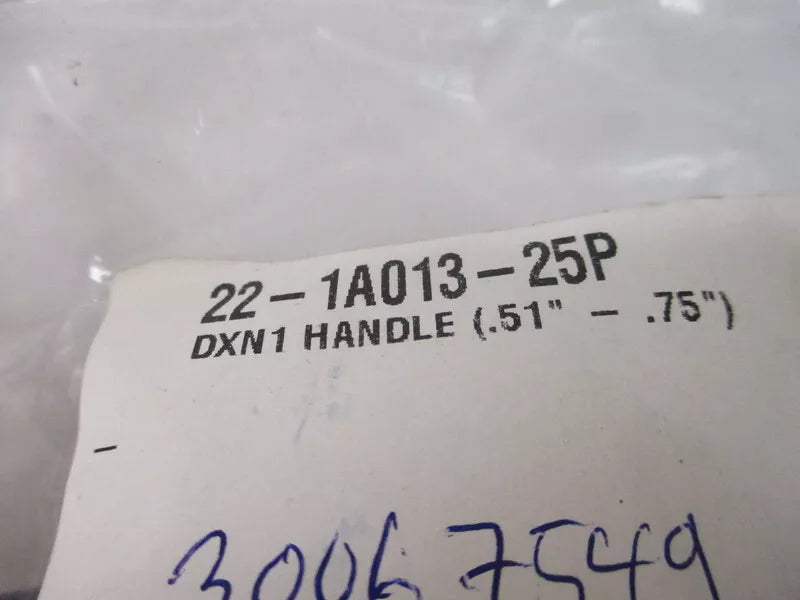 22-1A013-25P
DXN1 HANDLE (.51" - .75")
30067549